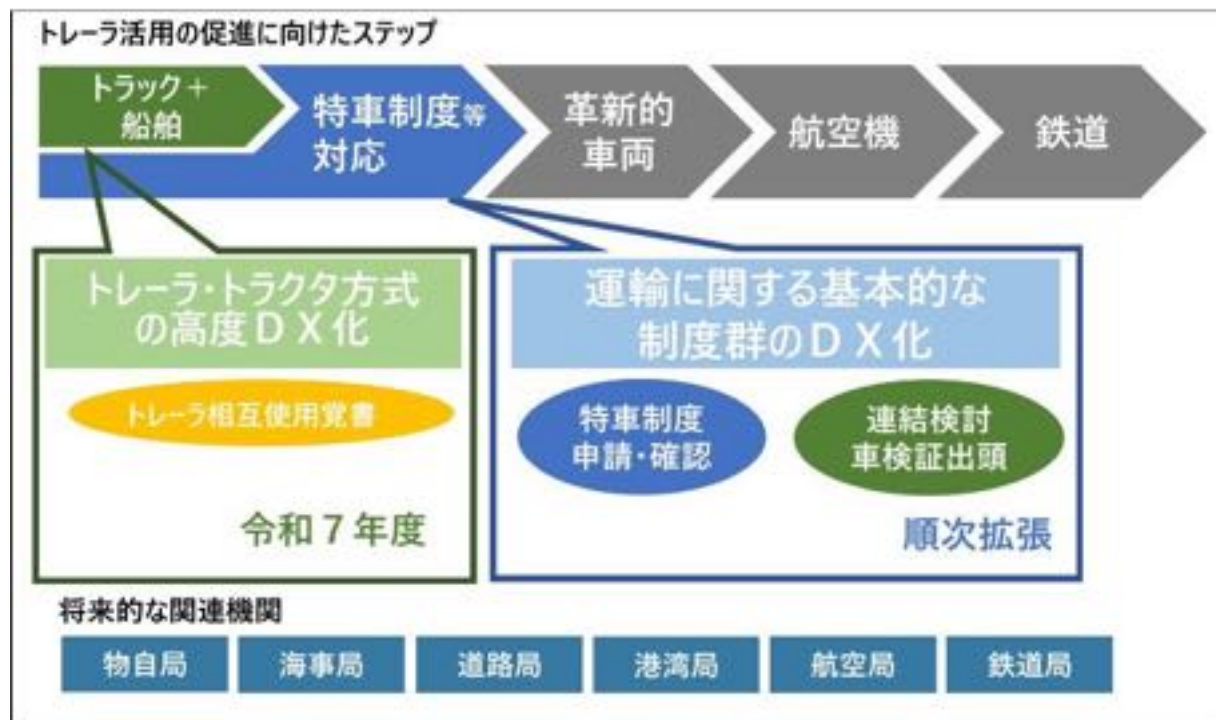 トレーラ活用の促進に向けたステップ
トラック＋
船舶
特車制度等
対応
革新的
車両
航空機
鉄道
トレーラ・トラクタ方式
の高度ＤＸ化
トレーラ相互使用覚書
令和７年度
運輸に関する基本的な
制度群のＤＸ化
特車制度
申請・確認
連結検討
車検証出頭
順次拡張
将来的な関連機関
物自局
海事局
道路局
港湾局
航空局
鉄道局